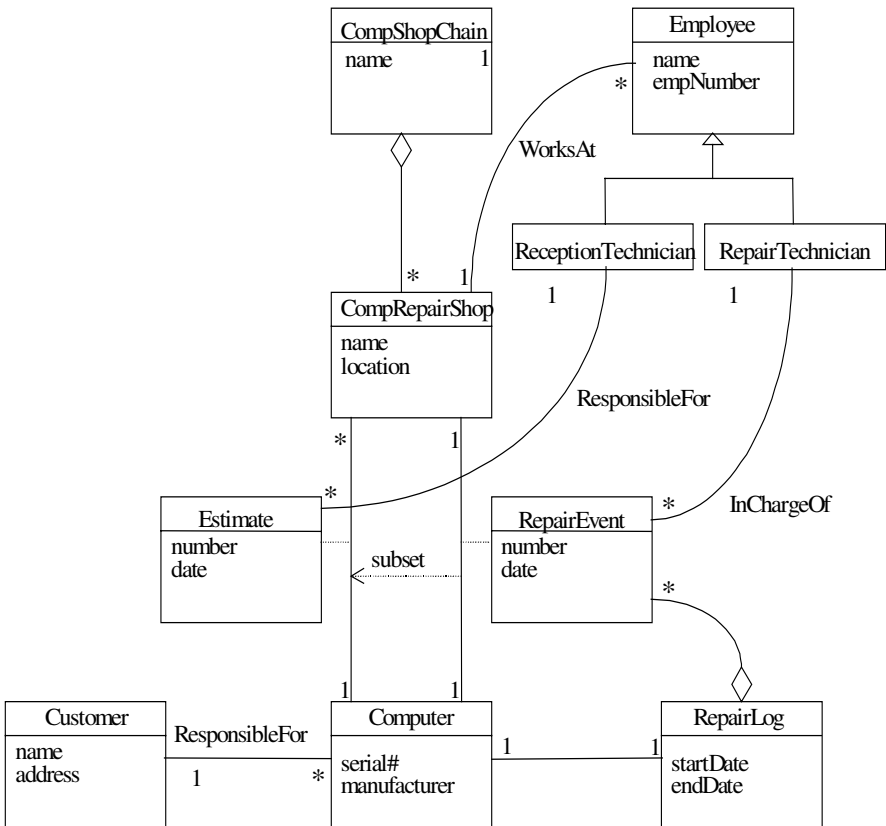 CompShopChain
name 1
Employee
name
empNumber
*
WorksAt
ReceptionTechnician
RepairTechnician
1
1
* 1
CompRepairShop
name
location
ResponsibleFor
* 1
*
Estimate
number
date
subset
RepairEvent
number
date
*
InChargeOf
*
1 1
Customer
name
address
ResponsibleFor
1 *
Computer
serial#
manufacturer
1 1
RepairLog
startDate
endDate